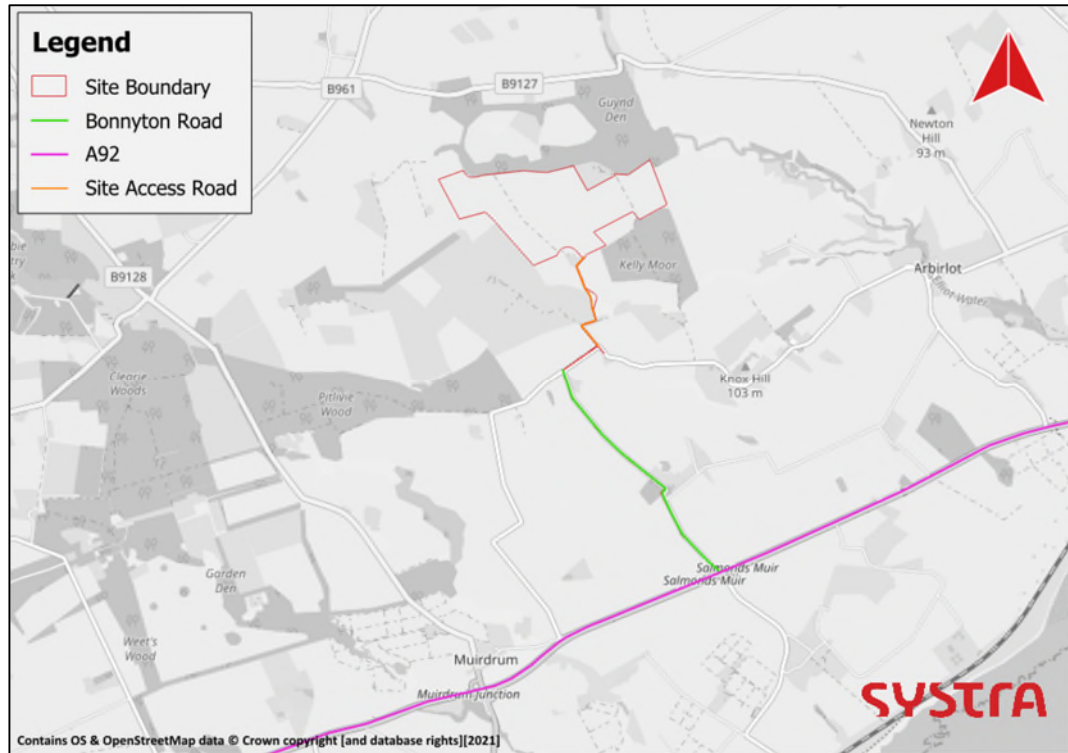 Legend
Site Boundary
Bonnyton Road
A92
Site Access Road
B961
B9127
Guynd
Den
Newton
Hill
93 m
B9128
Kelly Moor
Arbirlot
Elliot Water
Clearie
Woods
Pitlivie
Wood
Knox Hill
103 m
Salmonds Muir
Salmonds Muir
Garden
Den
Weet's
Wood
Muirdrum
Muirdrum Junction
SYSTRA
Contains OS & OpenStreetMap data © Crown copyright [and database rights][2021]